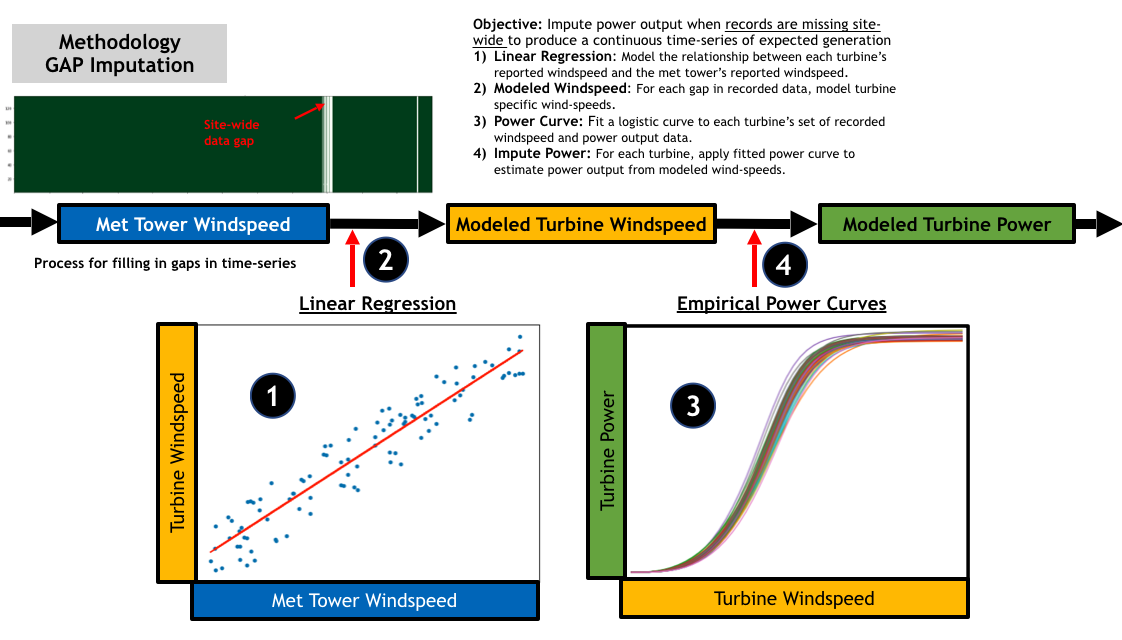 Methodology
GAP Imputation
Objective: Impute power output when records are missing site-
wide to produce a continuous time-series of expected generation
1) Linear Regression: Model the relationship between each turbine's
reported windspeed and the met tower's reported windspeed.
2) Modeled Windspeed: For each gap in recorded data, model turbine
specific wind-speeds.
3) Power Curve: Fit a logistic curve to each turbine's set of recorded
windspeed and power output data.
4) Impute Power: For each turbine, apply fitted power curve to
estimate power output from modeled wind-speeds.
Site-wide
data gap
Met Tower Windspeed
Modeled Turbine Windspeed
Modeled Turbine Power
Process for filling in gaps in time-series
2
4
Linear Regression
Empirical Power Curves
1
3
Turbine Windspeed
Turbine Power
Met Tower Windspeed
Turbine Windspeed